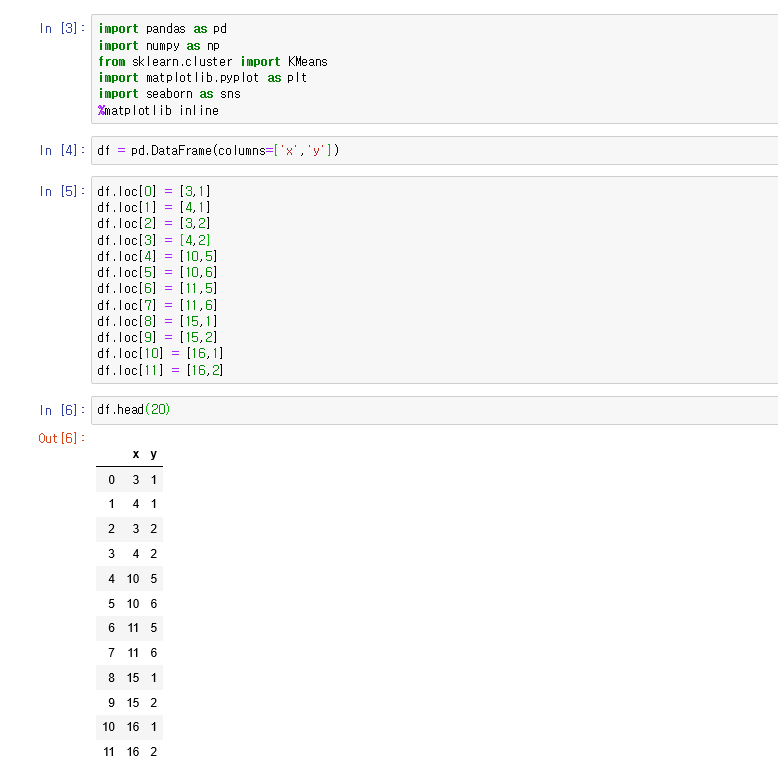 In [3]: import pandas as pd
import numpy as np
from sklearn.cluster import KMeans
import matplotlib.pyplot as plt
import seaborn as sns
%matplotlib inline
In [4]: df = pd.DataFrame(columns=['x','y'])
In [5]: df.loc[0] = [3,1]
df.loc[1] = [4,1]
df.loc[2] = [3,2]
df.loc[3] = [4,2]
df.loc[4] = [10,5]
df.loc[5] = [10,6]
df.loc[6] = [11,5]
df.loc[7] = [11,6]
df.loc[8] = [15,1]
df.loc[9] = [15,2]
df.loc[10] = [16,1]
df.loc[11] = [16,2]
In [6]: df.head(20)
Out[6]:
x y
0 3 1
1 4 1
2 3 2
3 4 2
4 10 5
5 10 6
6 11 5
7 11 6
8 15 1
9 15 2
10 16 1
11 16 2